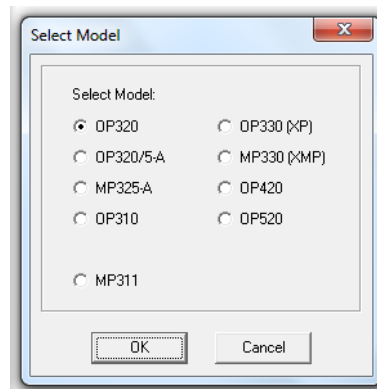 Select Model
Select Model:
OP320
OP330 (XP)
OP320/5-A
MP330 (XMP)
MP325-A
OP420
OP310
OP520
MP311
OK
Cancel